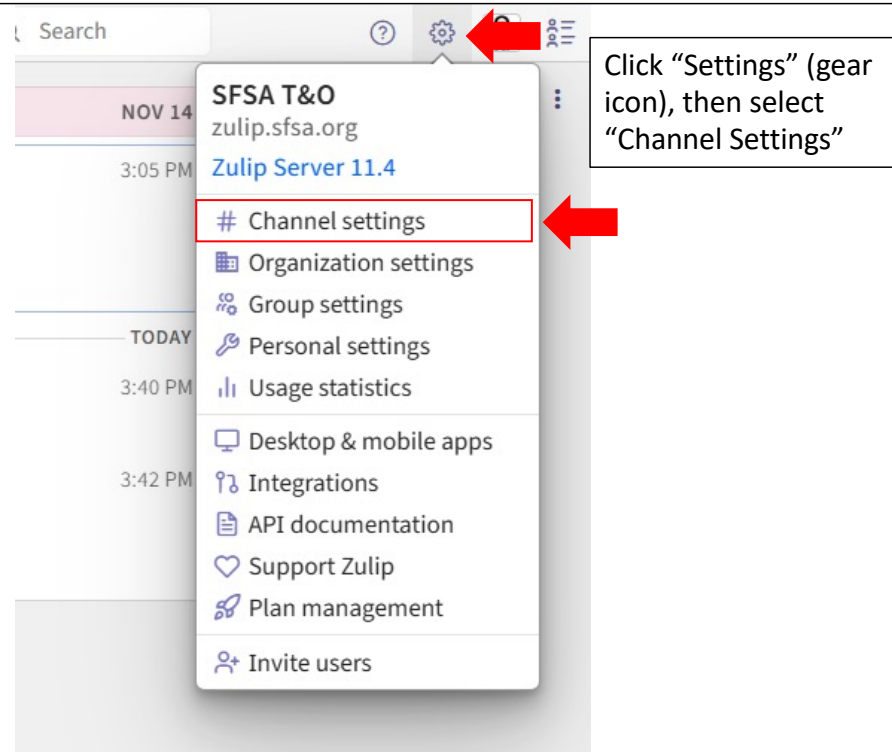 Search
Click “Settings” (gear
icon), then select
“Channel Settings”
NOV 14
3:05 PM
TODAY
3:40 PM
3:42 PM
SFSA T&O
zulip.sfsa.org
Zulip Server 11.4
Channel settings
Organization settings
Group settings
Personal settings
Usage statistics
Desktop & mobile apps
Integrations
API documentation
Support Zulip
Plan management
Invite users